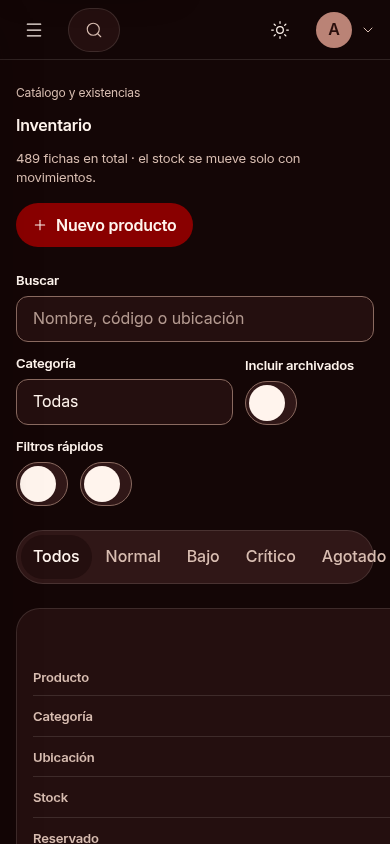 A
Catálogo y existencias
Inventario
489 fichas en total · el stock se mueve solo con
movimientos.
+ Nuevo producto
Buscar
Nombre, código o ubicación
Categoría
Incluir archivados
Todas
Filtros rápidos
Todos Normal Bajo Crítico Agotado
Producto
Categoría
Ubicación
Stock
Reservado